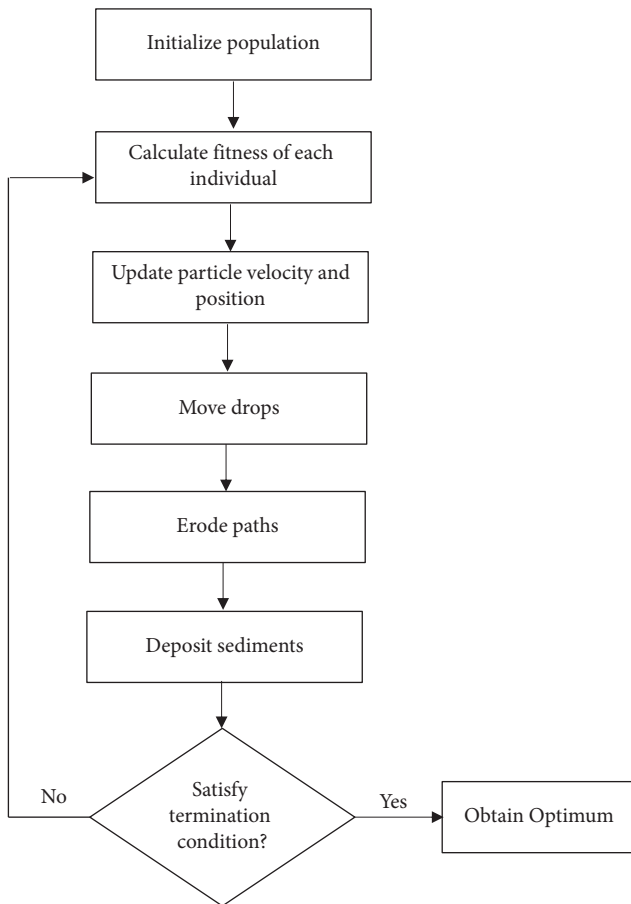 Initialize population
Calculate fitness of each
individual
Update particle velocity and
position
Move drops
Erode paths
Deposit sediments
Satisfy
termination
condition?
No
Yes
Obtain Optimum